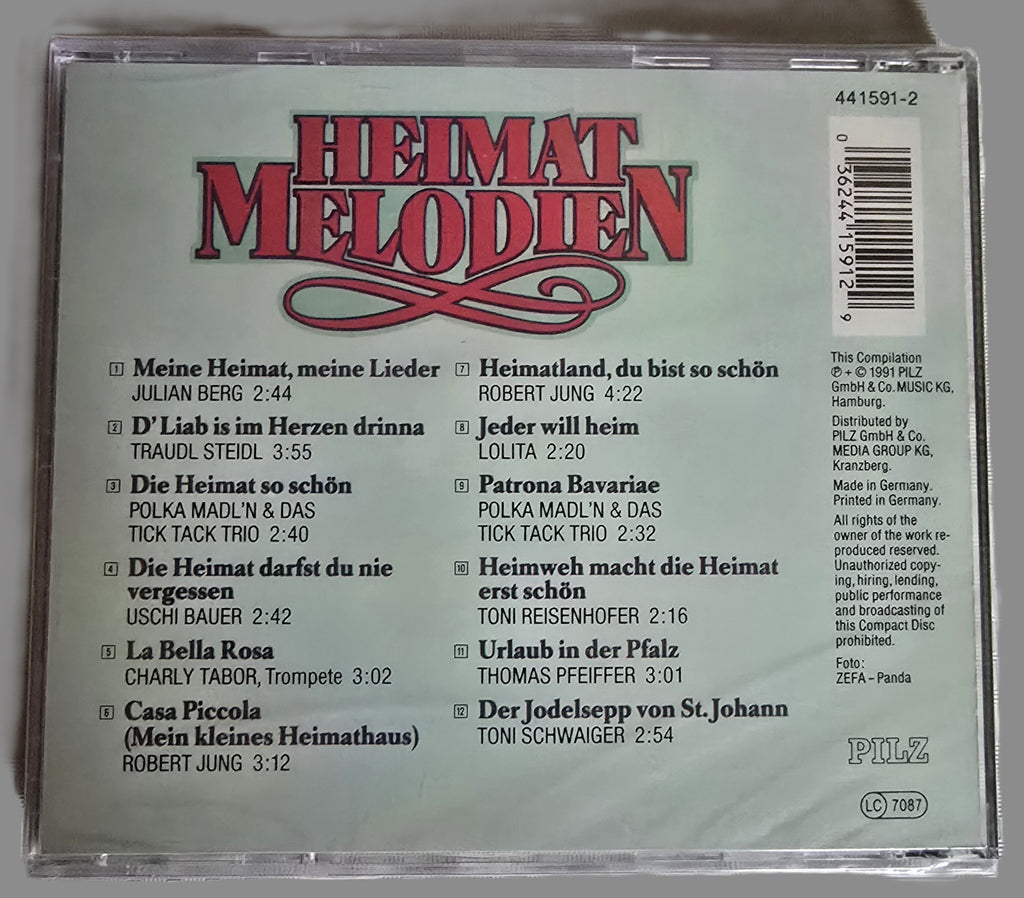 441591-2
HEIMAT
MELODIEN
0 36244 15912 9
1 Meine Heimat, meine Lieder
JULIAN BERG 2:44
2 D' Liab is im Herzen drinna
TRAUDL STEIDL 3:55
3 Die Heimat so schön
POLKA MADL'N & DAS
TICK TACK TRIO 2:40
4 Die Heimat darfst du nie
vergessen
USCHI BAUER 2:42
5 La Bella Rosa
CHARLY TABOR, Trompete 3:02
6 Casa Piccola
(Mein kleines Heimathaus)
ROBERT JUNG 3:12
7 Heimatland, du bist so schön
ROBERT JUNG 4:22
8 Jeder will heim
LOLITA 2:20
9 Patrona Bavariae
POLKA MADL'N & DAS
TICK TACK TRIO 2:32
10 Heimweh macht die Heimat
erst schön
TONI REISENHOFER 2:16
11 Urlaub in der Pfalz
THOMAS PFEIFFER 3:01
12 Der Jodelsepp von St. Johann
TONI SCHWAIGER 2:54
This Compilation
℗ + © 1991 PILZ
GmbH & Co. MUSIC KG,
Hamburg.
Distributed by
PILZ GmbH & Co.
MEDIA GROUP KG,
Kranzberg.
Made in Germany.
Printed in Germany.
All rights of the
owner of the work re-
produced reserved.
Unauthorized copy-
ing, hiring, lending,
public performance
and broadcasting of
this Compact Disc
prohibited.
Foto:
ZEFA – Panda
PILZ
LC 7087